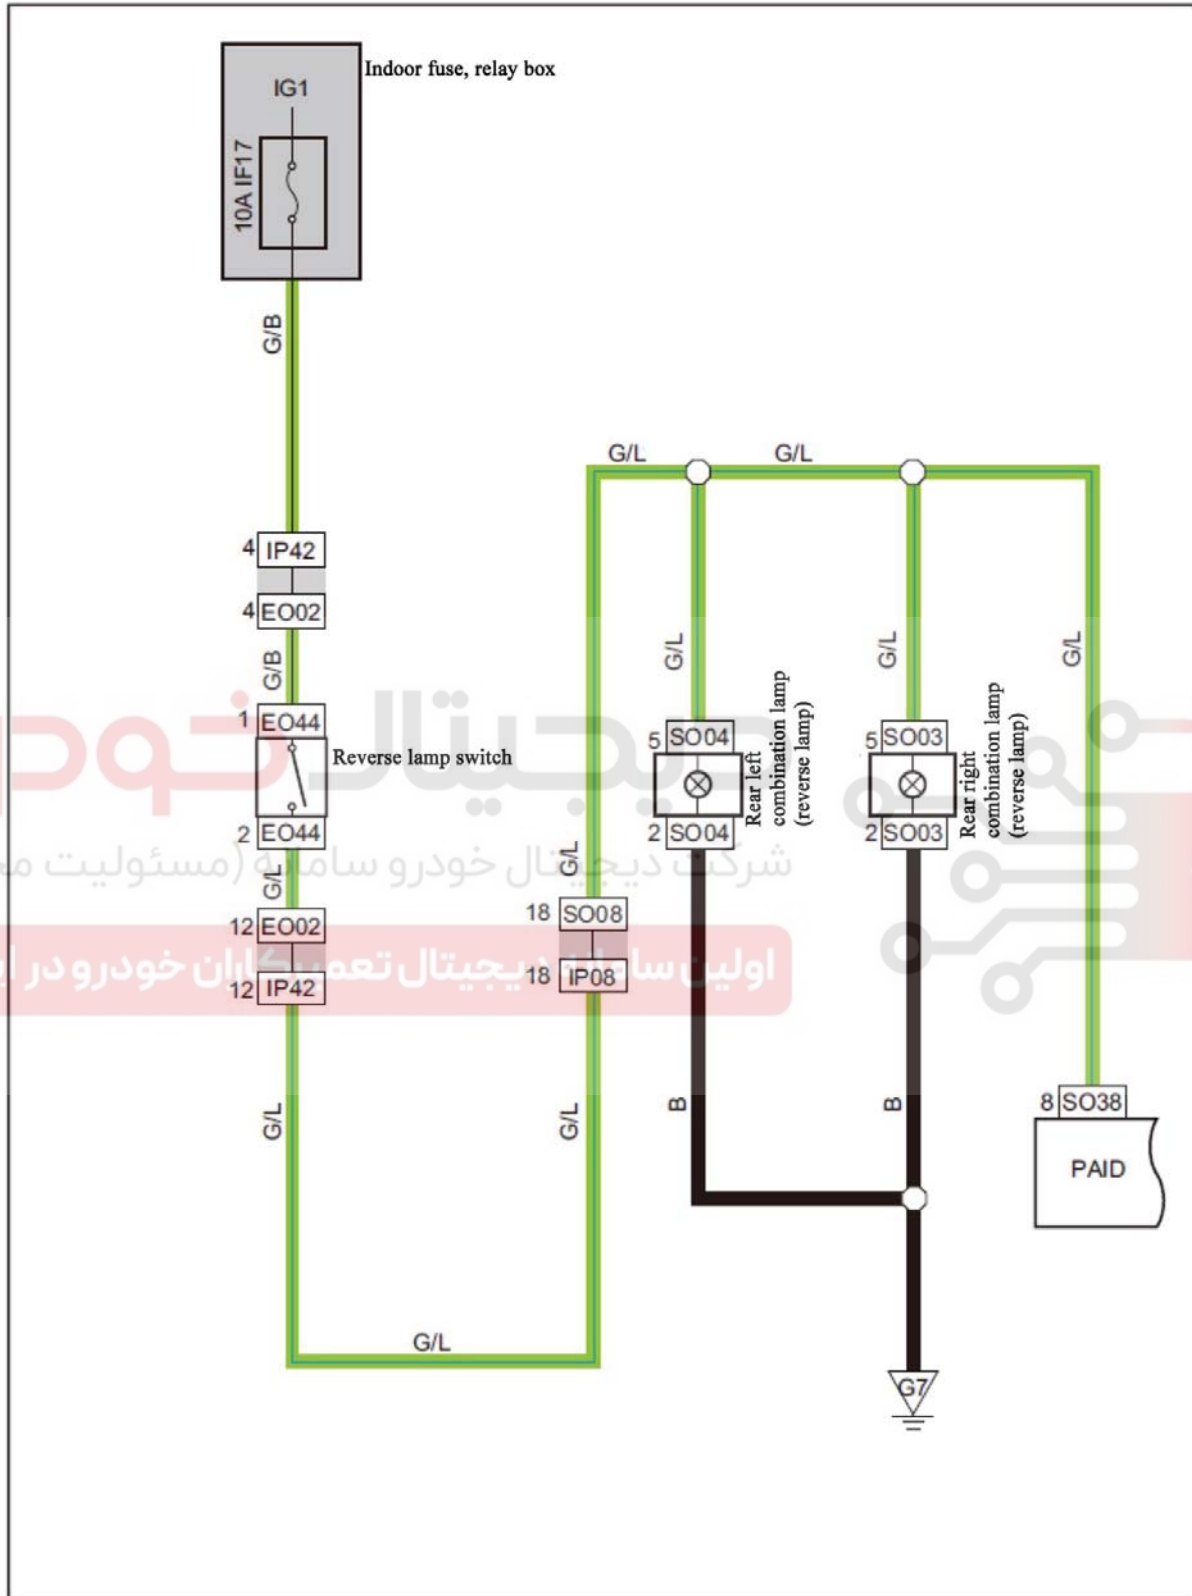 Indoor fuse, relay box
IG1
10A IF17
G/B
G/L
G/L
4 IP42
4 EO02
G/B
G/L
G/L
G/L
1 EO44
Reverse lamp switch
2 EO44
5 SO04
Rear left
combination lamp
(reverse lamp)
2 SO04
5 SO03
Rear right
combination lamp
(reverse lamp)
2 SO03
دیجیتال خودرو
شرکت دیجیتال خودرو سامانه (مسئولیت
G/L
G/L
12 EO02
12 IP42
18 SO08
18 IP08
اولین سامانه دیجیتال تعمیرکاران خودرو در
G/L
G/L
B
B
8 SO38
PAID
G/L
G7